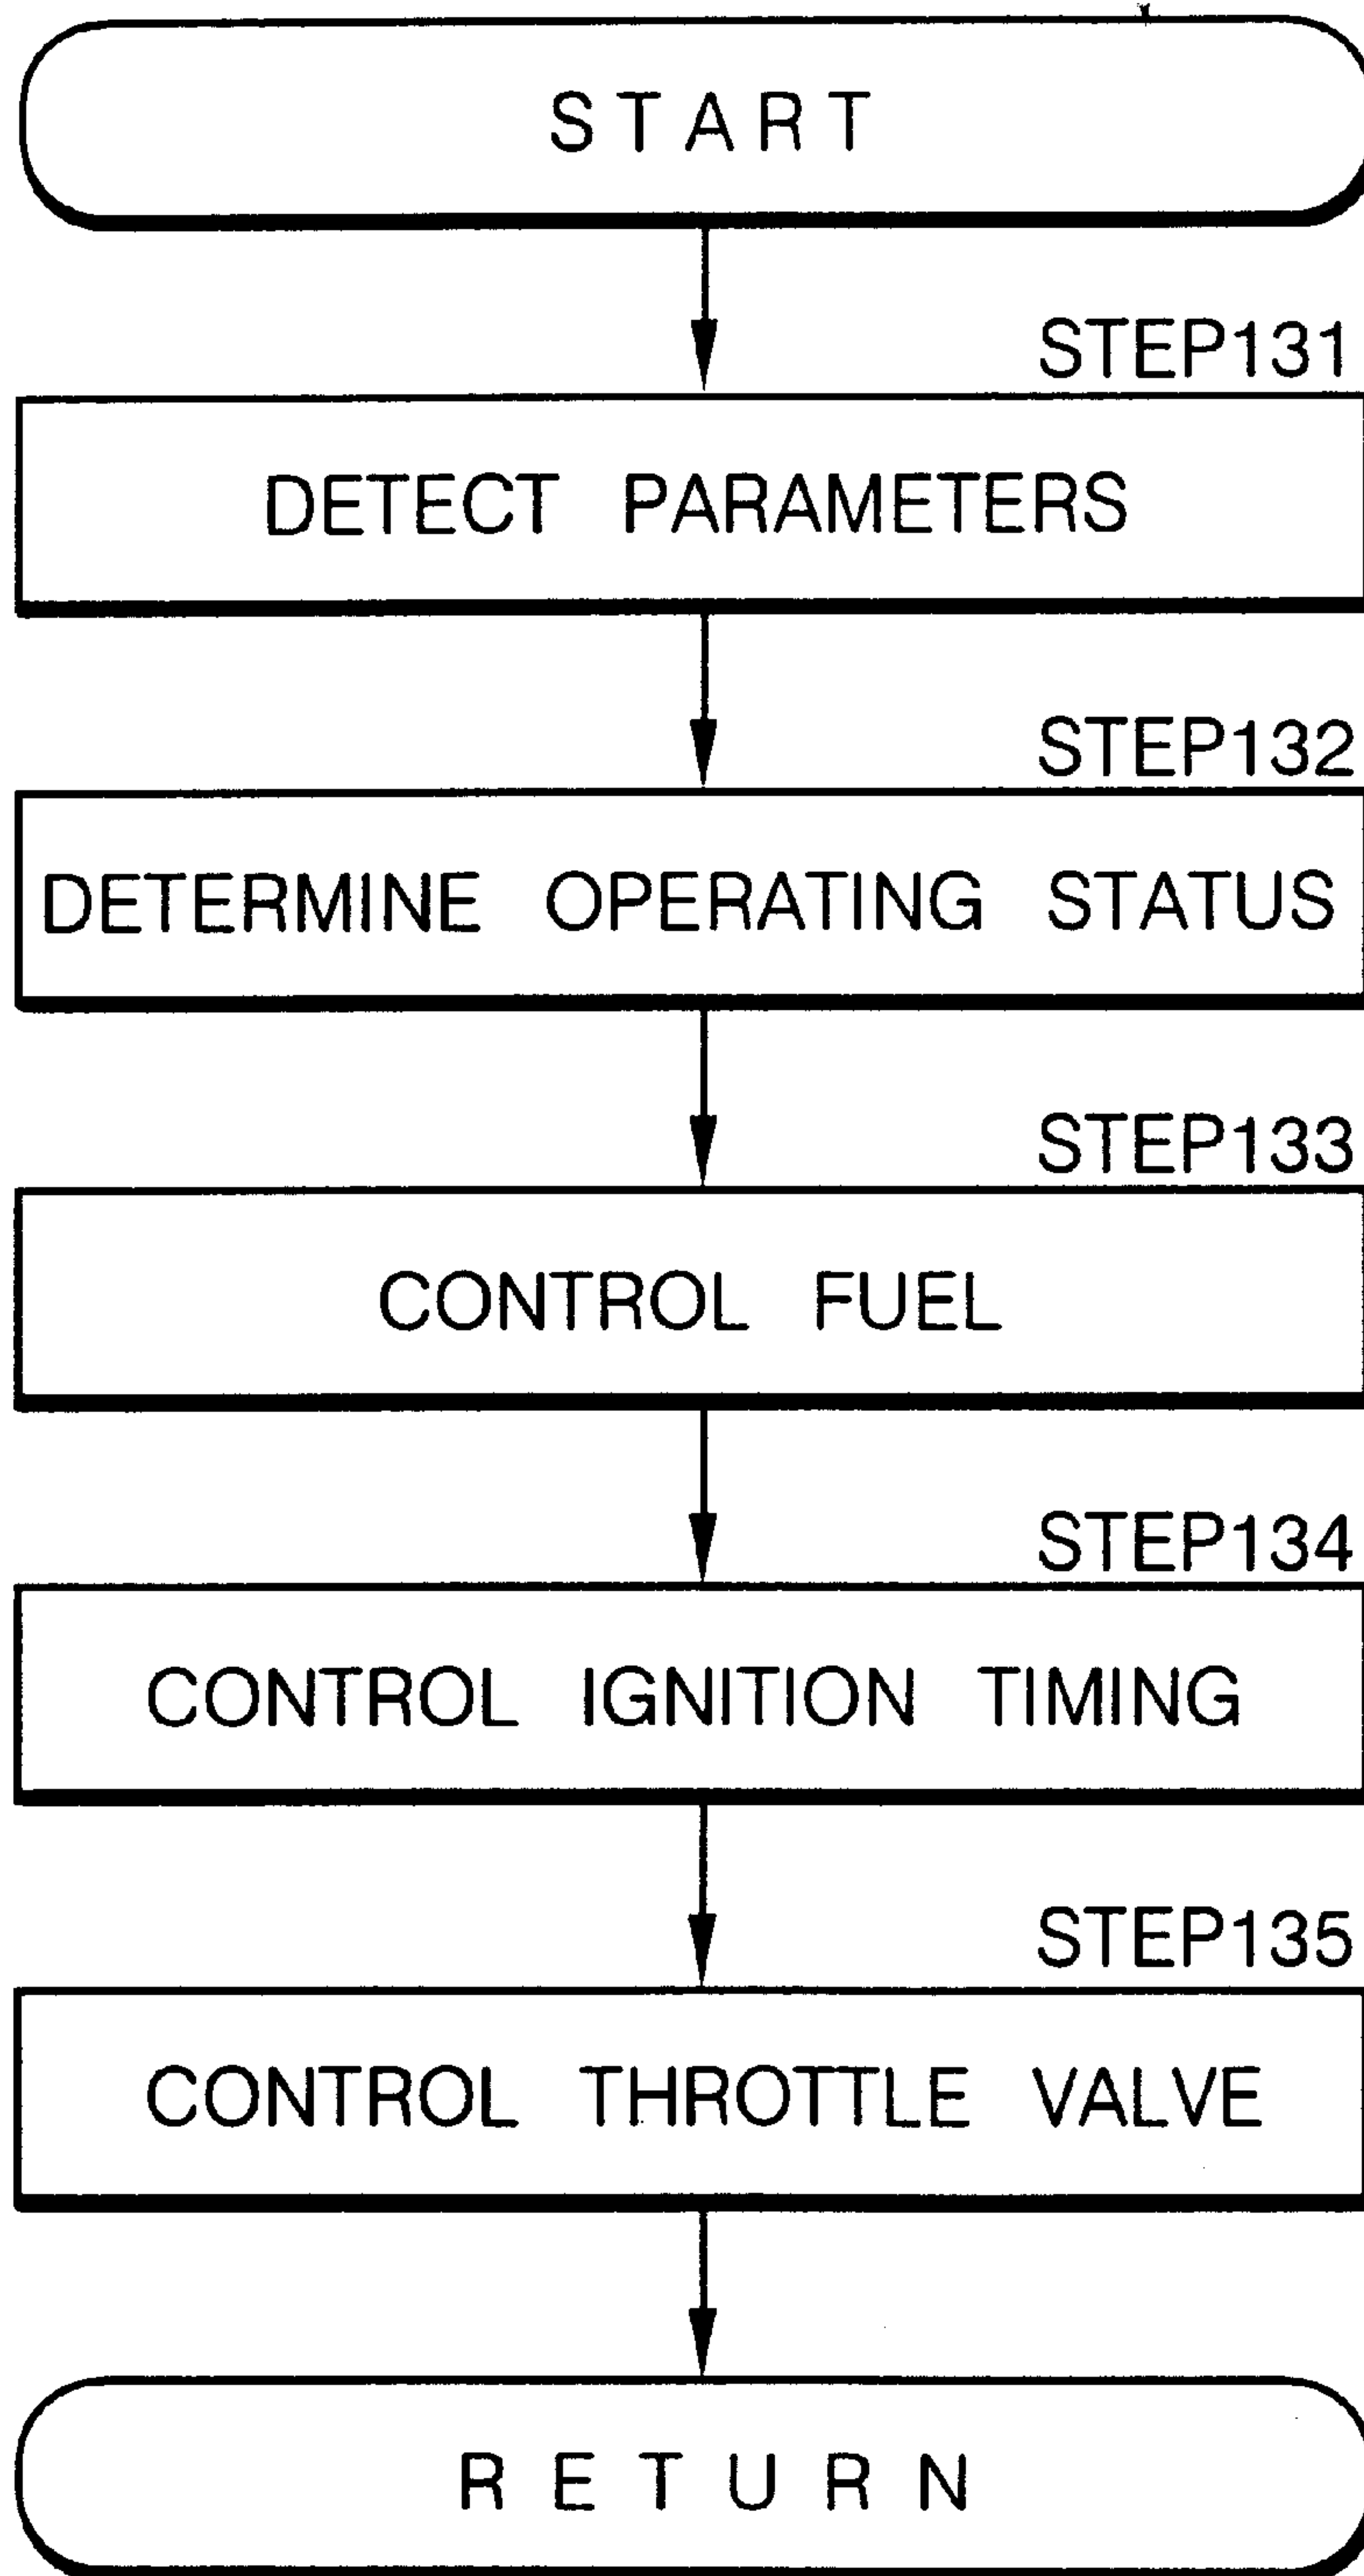 START
STEP131
DETECT PARAMETERS
STEP132
DETERMINE OPERATING STATUS
STEP133
CONTROL FUEL
STEP134
CONTROL IGNITION TIMING
STEP135
CONTROL THROTTLE VALVE
RETURN